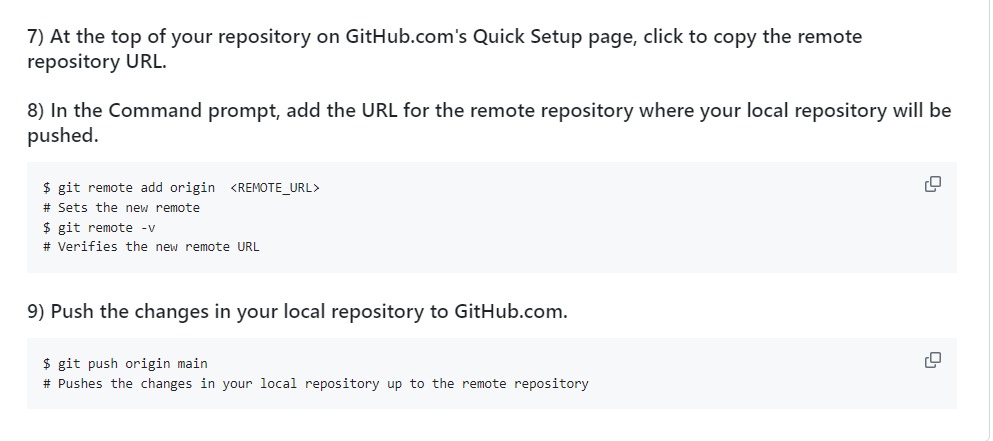 7) At the top of your repository on GitHub.com's Quick Setup page, click to copy the remote
repository URL.
8) In the Command prompt, add the URL for the remote repository where your local repository will be
pushed.
$ git remote add origin  <REMOTE_URL>
# Sets the new remote
$ git remote -v
# Verifies the new remote URL
9) Push the changes in your local repository to GitHub.com.
$ git push origin main
# Pushes the changes in your local repository up to the remote repository